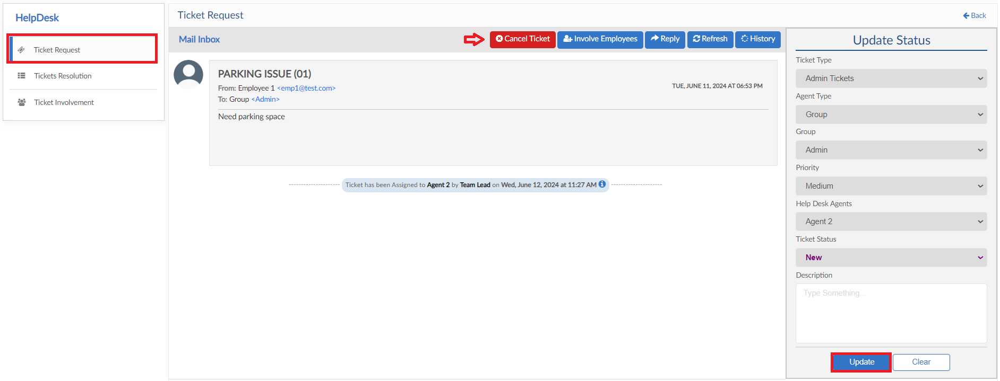 HelpDesk
Ticket Request
Tickets Resolution
Ticket Involvement
Ticket Request
Back
Mail Inbox
Cancel Ticket
Involve Employees
Reply
Refresh
History
PARKING ISSUE (01)
From: Employee 1 <emp1@test.com>
TUE, JUNE 11, 2024 AT 06:53 PM
To: Group <Admin>
Need parking space
Ticket has been Assigned to Agent 2 by Team Lead on Wed, June 12, 2024 at 11:27 AM
Update Status
Ticket Type
Admin Tickets
Agent Type
Group
Group
Admin
Priority
Medium
Help Desk Agents
Agent 2
Ticket Status
New
Description
Type Something...
Update
Clear